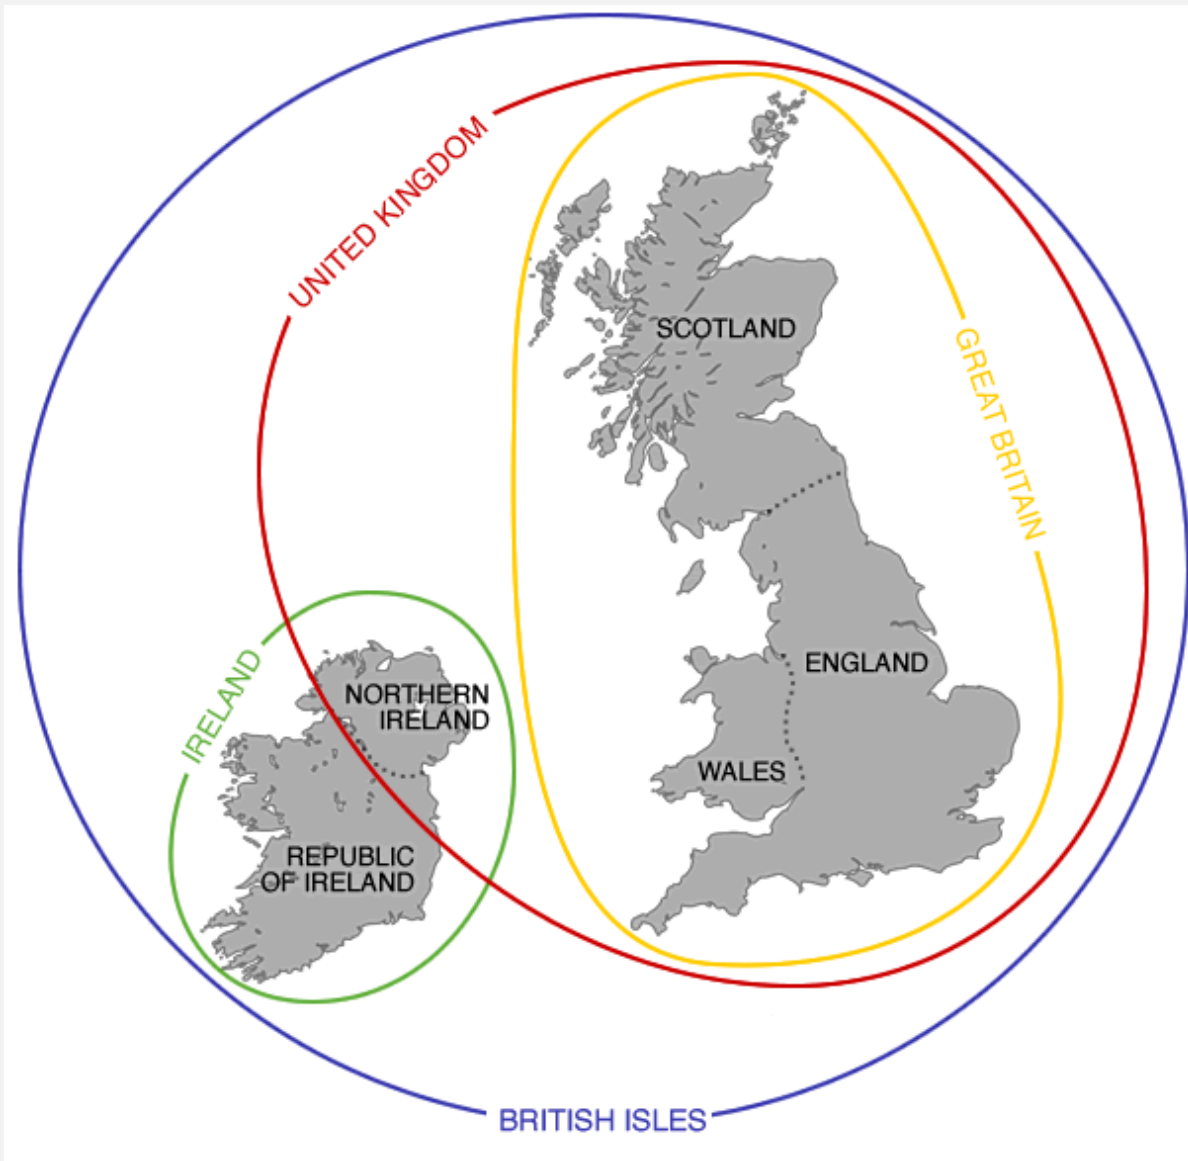 UNITED KINGDOM
SCOTLAND
GREAT BRITAIN
IRELAND
NORTHERN
IRELAND
ENGLAND
WALES
REPUBLIC
OF IRELAND
BRITISH ISLES